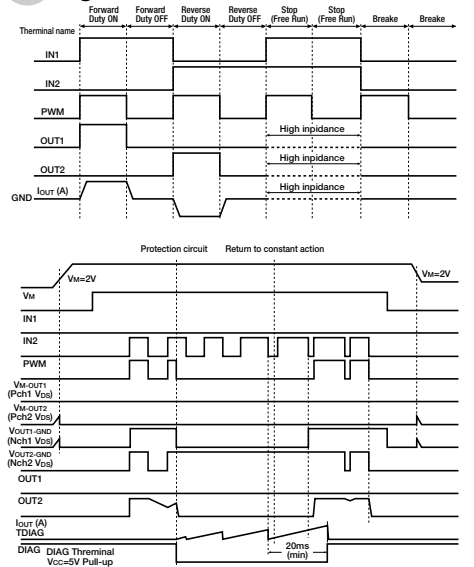 Forward Duty ON
Forward Duty OFF
Reverse Duty ON
Reverse Duty OFF
Stop (Free Run)
Stop (Free Run)
Breake
Breake
Therminal name
IN1
IN2
PWM
OUT1
High inpidance
OUT2
High inpidance
GND
IOUT (A)
High inpidance
Protection circuit
Return to constant action
VM=2V
VM=2V
VM
IN1
IN2
PWM
VM-OUT1
(Pch1 VDS)
VM-OUT2
(Pch2 VDS)
VOUT1-GND
(Nch1 VDS)
VOUT2-GND
(Nch2 VDS)
OUT1
OUT2
IOUT (A)
TDIAG
20ms
(min)
DIAG
DIAG Threminal
VCC=5V Pull-up